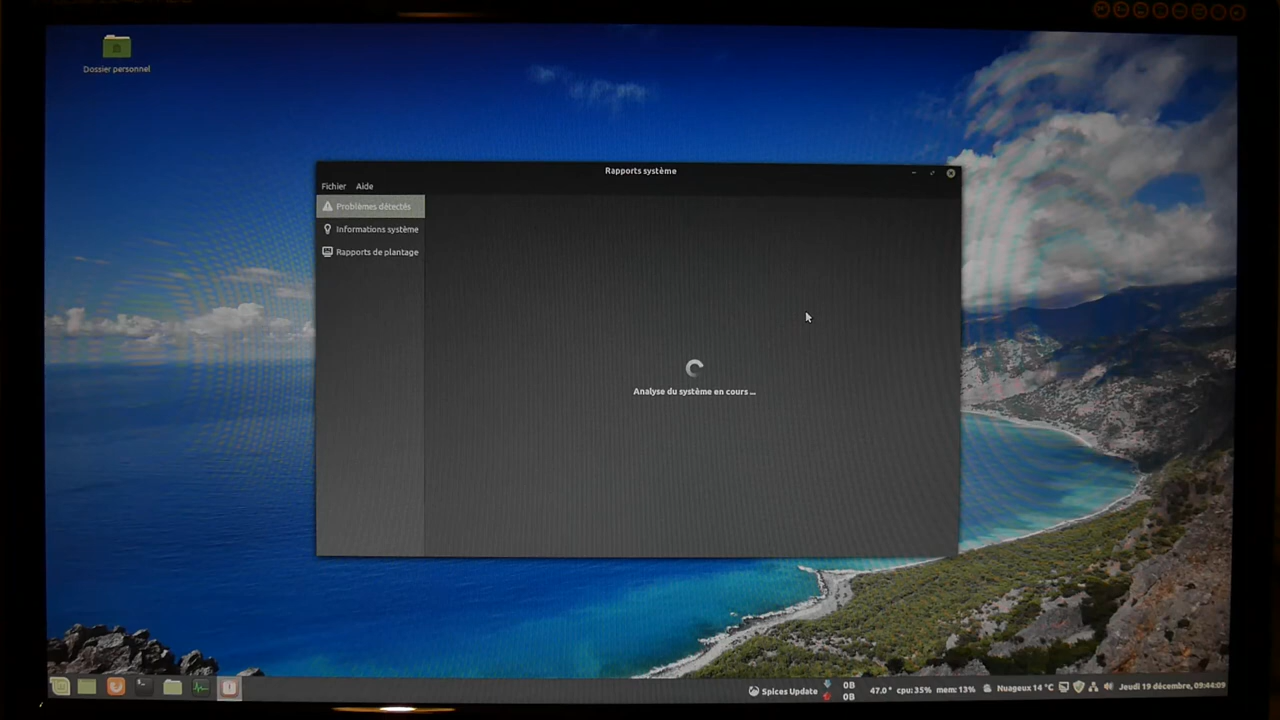 Dossier personnel
Rapports système
Fichier Aide
Problèmes détectés
Informations système
Rapports de plantage
Analyse du système en cours ...
Spices Update 0B 0B 47.0° cpu: 35% mem: 13% Nuageux 14 °C Jeudi 19 décembre, 09:44:09